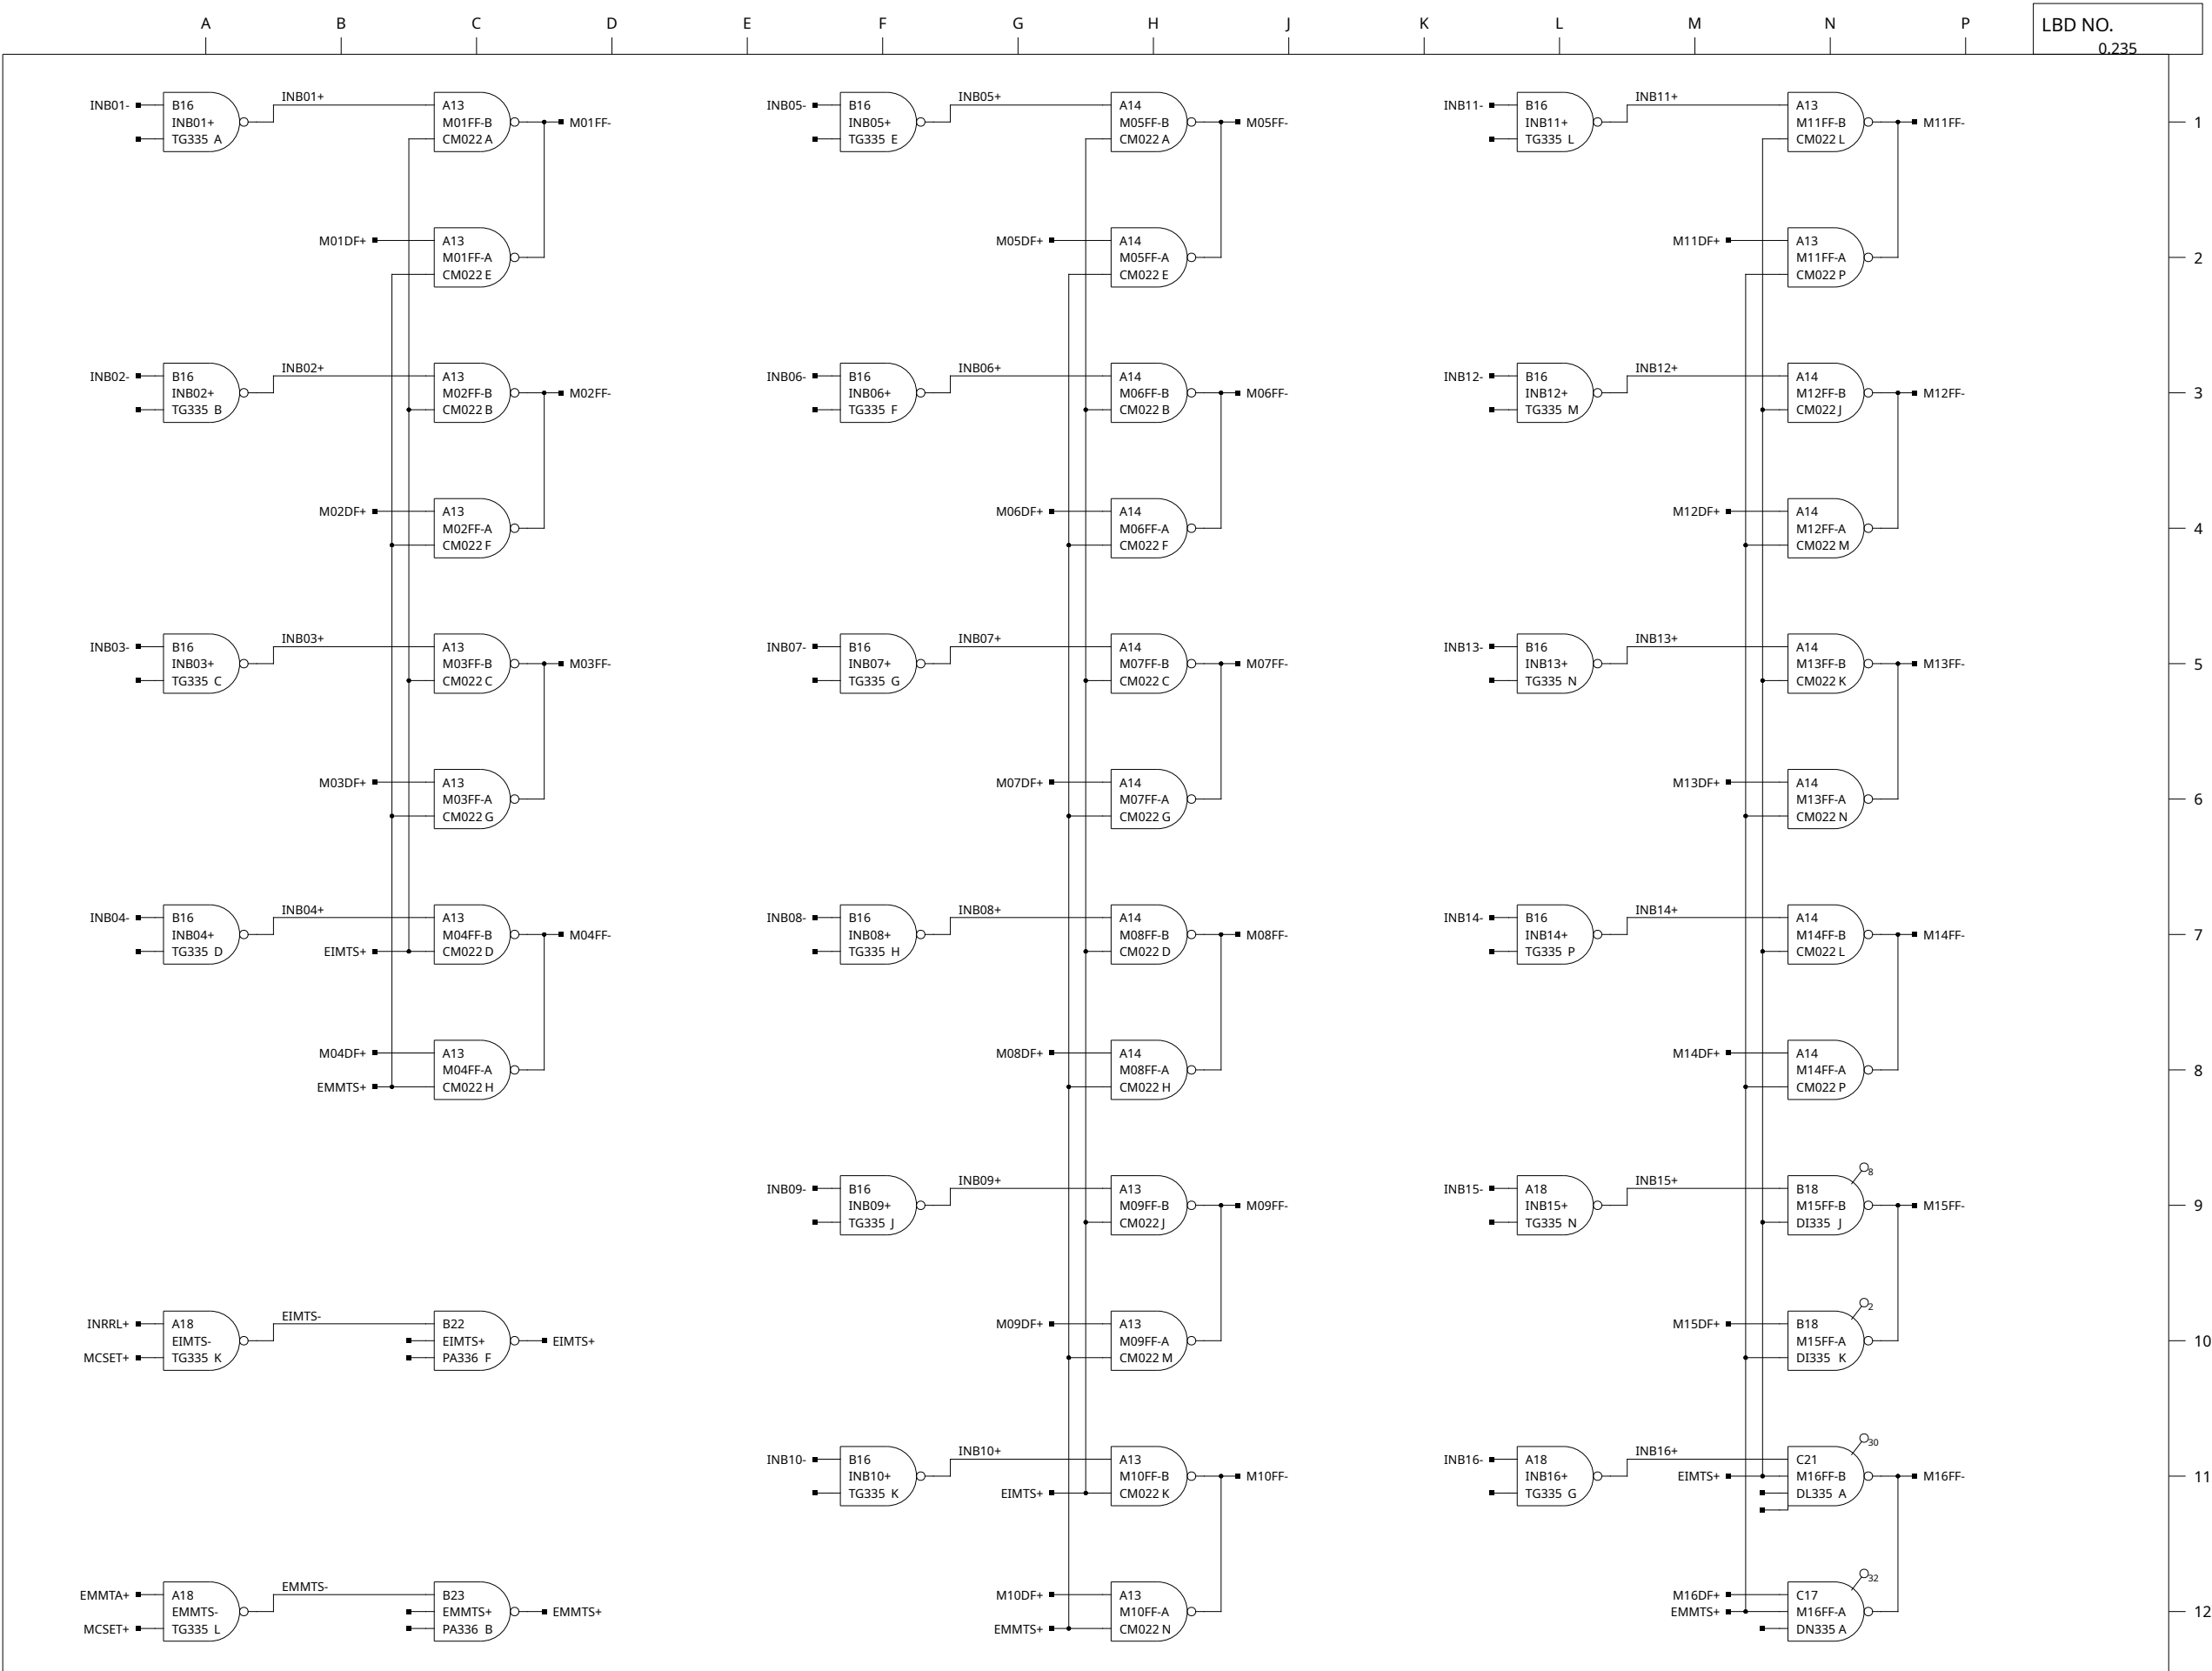 A B C D E F G H J K L M N P
LBD NO.
0.235
INB01- B16 INB01+ A13 INB05- B16 INB05+ A14 INB11- B16 INB11+ A13
INB01+ M01FF-B M01FF- INB05+ M05FF-B M05FF- INB11+ M11FF-B M11FF- 1
TG335 A CM022 A TG335 E CM022 A TG335 L CM022 L
M01DF+ A13 M05DF+ A14 M11DF+ A13
M01FF-A M05FF-A M11FF-A 2
CM022 E CM022 E CM022 P
INB02- B16 INB02+ A13 INB06- B16 INB06+ A14 INB12- B16 INB12+ A14
INB02+ M02FF-B M02FF- INB06+ M06FF-B M06FF- INB12+ M12FF-B M12FF- 3
TG335 B CM022 B TG335 F CM022 B TG335 M CM022 J
M02DF+ A13 M06DF+ A14 M12DF+ A14
M02FF-A M06FF-A M12FF-A 4
CM022 F CM022 F CM022 M
INB03- B16 INB03+ A13 INB07- B16 INB07+ A14 INB13- B16 INB13+ A14
INB03+ M03FF-B M03FF- INB07+ M07FF-B M07FF- INB13+ M13FF-B M13FF- 5
TG335 C CM022 C TG335 G CM022 C TG335 N CM022 K
M03DF+ A13 M07DF+ A14 M13DF+ A14
M03FF-A M07FF-A M13FF-A 6
CM022 G CM022 G CM022 N
INB04- B16 INB04+ A13 INB08- B16 INB08+ A14 INB14- B16 INB14+ A14
INB04+ M04FF-B M04FF- INB08+ M08FF-B M08FF- INB14+ M14FF-B M14FF- 7
TG335 D EIMTS+ CM022 D TG335 H CM022 D TG335 P CM022 L
M04DF+ A13 M08DF+ A14 M14DF+ A14
M04FF-A M08FF-A M14FF-A 8
EMMTS+ CM022 H CM022 H CM022 P
INB09- B16 INB09+ A13 INB15- A18 INB15+ B18 8
INB09+ M09FF-B M09FF- INB15+ M15FF-B M15FF- 9
TG335 J CM022 J TG335 N DI335 J
INRRL+ A18 EIMTS- B22 M09DF+ A13 M15DF+ B18 2
EIMTS- EIMTS+ EIMTS+ M09FF-A M15FF-A 10
MCSET+ TG335 K PA336 F CM022 M DI335 K
INB10- B16 INB10+ A13 INB16- A18 INB16+ C21 30
INB10+ M10FF-B M10FF- INB16+ EIMTS+ M16FF-B M16FF- 11
TG335 K EIMTS+ CM022 K TG335 G DL335 A
EMMTA+ A18 EMMTS- B23 M10DF+ A13 M16DF+ C17 32
EMMTS- EMMTS+ EMMTS+ M10FF-A EMMTS+ M16FF-A 12
MCSET+ TG335 L PA336 B EMMTS+ CM022 N DN335 A